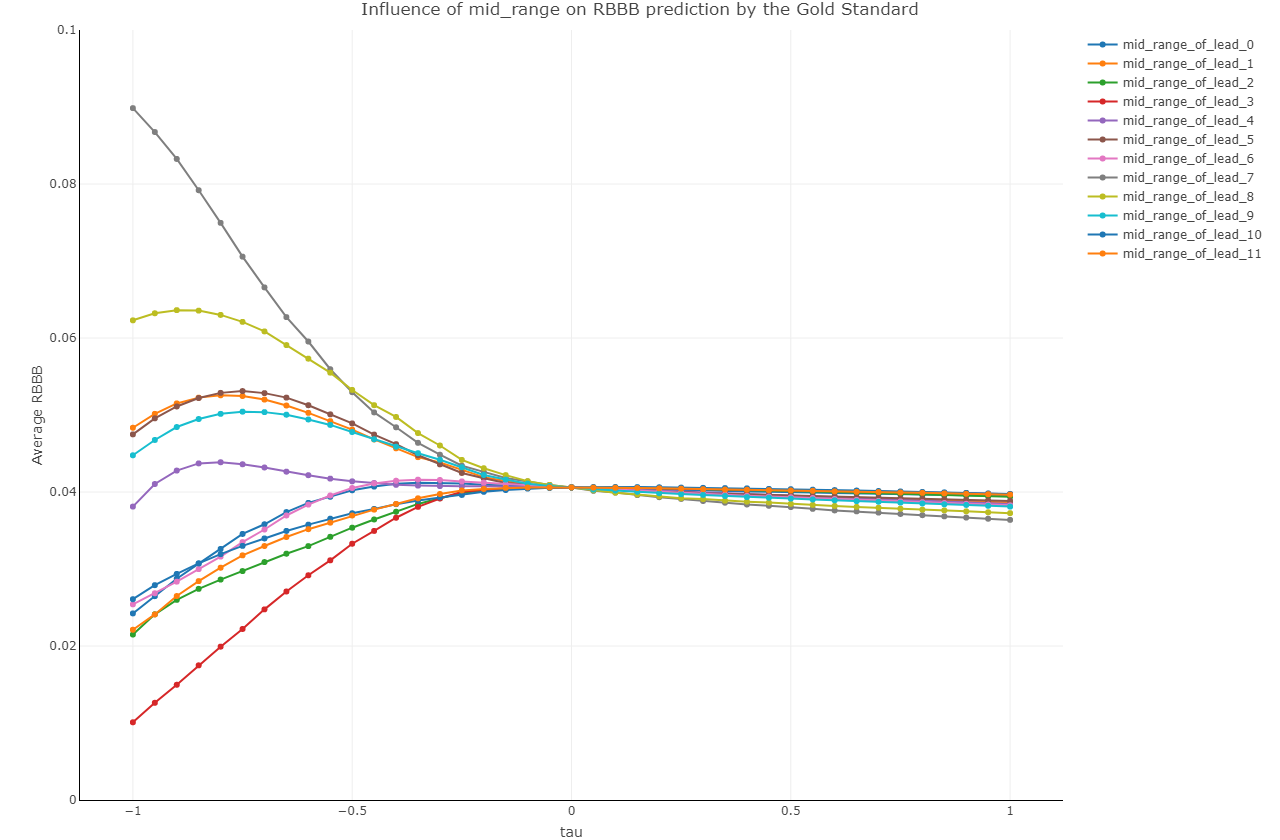 Influence of mid_range on RBBB prediction by the Gold Standard
0.1
0.08
0.06
0.04
0.02
0
Average RBBB
−1
−0.5
0
0.5
1
tau
mid_range_of_lead_0
mid_range_of_lead_1
mid_range_of_lead_2
mid_range_of_lead_3
mid_range_of_lead_4
mid_range_of_lead_5
mid_range_of_lead_6
mid_range_of_lead_7
mid_range_of_lead_8
mid_range_of_lead_9
mid_range_of_lead_10
mid_range_of_lead_11